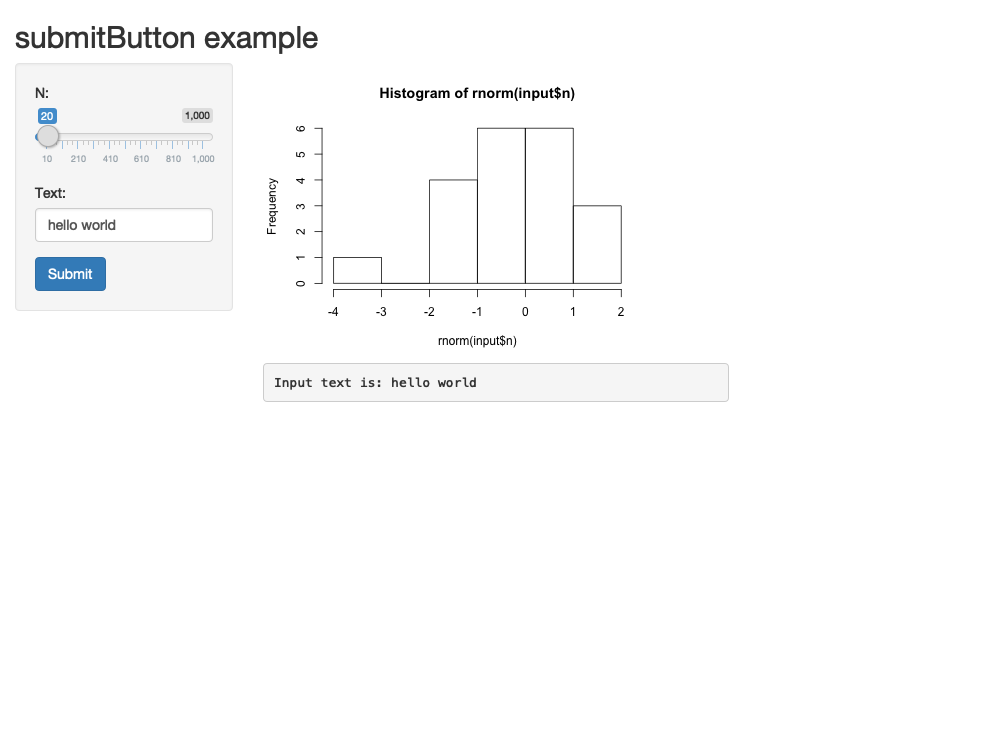 submitButton example
N:
20 1,000
10 210 410 610 810 1,000
Text:
hello world
Submit
Histogram of rnorm(input$n)
Frequency
6
5
4
3
2
1
0
-4 -3 -2 -1 0 1 2
rnorm(input$n)
Input text is: hello world